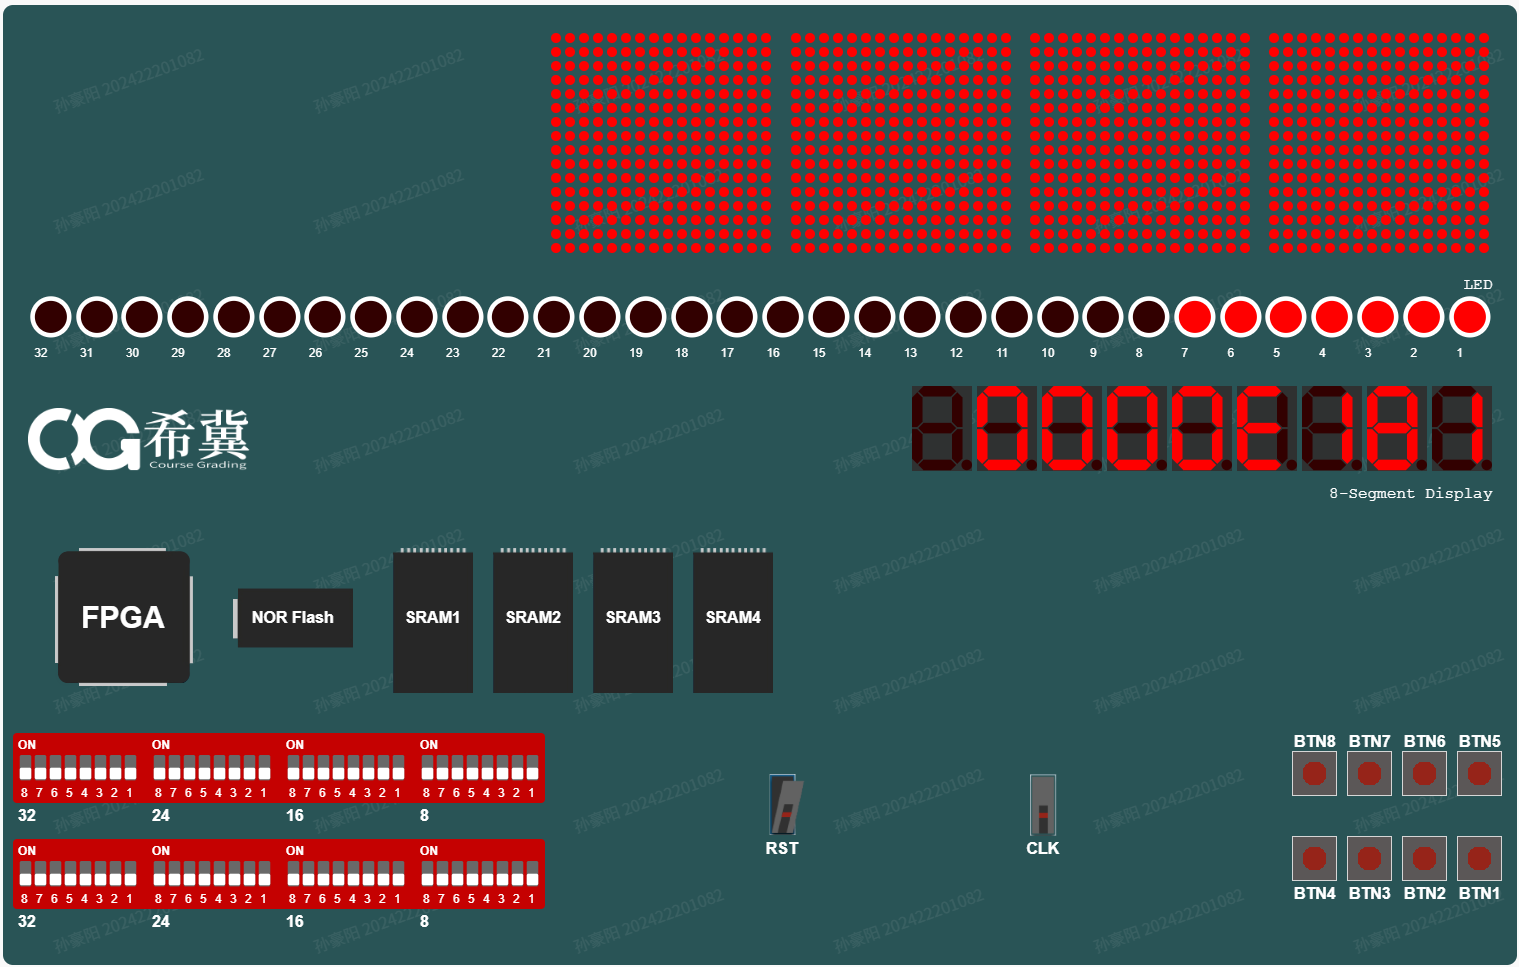 LED
32 31 30 29 28 27 26 25 24 23 22 21 20 19 18 17 16 15 14 13 12 11 10 9 8 7 6 5 4 3 2 1
希冀
Course Grading
8-Segment Display
FPGA
NOR Flash
SRAM1
SRAM2
SRAM3
SRAM4
ON ON ON ON
8 7 6 5 4 3 2 1 8 7 6 5 4 3 2 1 8 7 6 5 4 3 2 1 8 7 6 5 4 3 2 1
32 24 16 8
ON ON ON ON
8 7 6 5 4 3 2 1 8 7 6 5 4 3 2 1 8 7 6 5 4 3 2 1 8 7 6 5 4 3 2 1
32 24 16 8
RST
CLK
BTN8 BTN7 BTN6 BTN5
BTN4 BTN3 BTN2 BTN1
孙豪阳 202422201082